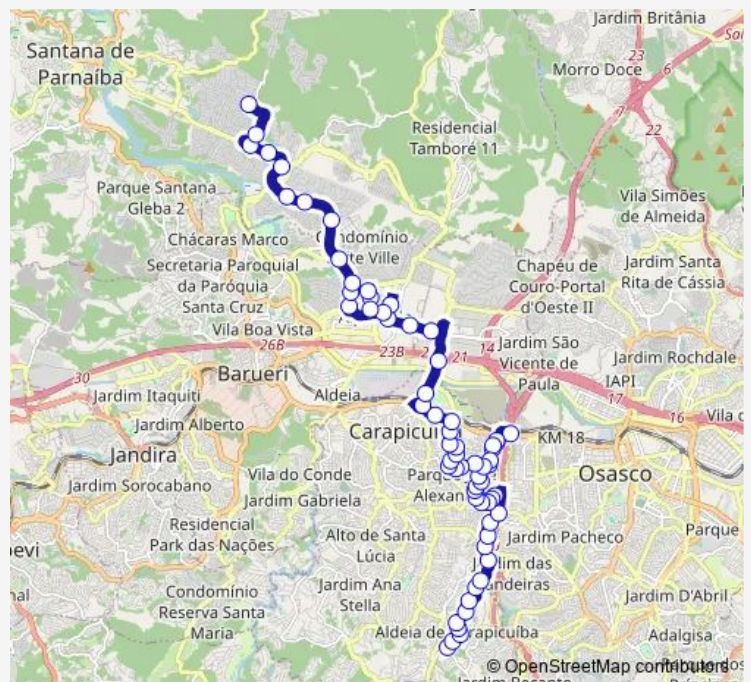 Jardim Britânia
Santana de
Parnaíba
23
6
Morro Doce
22
Residencial
Tamboré 11
Parque Santana
Gleba 2
Vila Simões
de Almeida
Chácaras Marco
Secretaria Paroquial
da Paróquia
Santa Cruz
Chapéu de
Couro-Portal
d'Oeste II
Jardim Santa
Rita de Cássia
Vila Boa Vista
26B
23B
21
14
Jardim São
Vicente de
Paula
Jardim Rochdale
IAPI
30
17
16
Barueri
Jardim Itaquiti
Aldeia
Jardim Alberto
KM 18
Jandira
Osasco
Jardim Sorocabano
Vila do Conde
Jardim Gabriela
Residencial
Park das Nações
Alto de Santa
Lúcia
Jardim Pacheco
Parque
Jardim Ana
Stella
Condomínio
Reserva Santa
Maria
Jardim D'Abril
Aldeia de
Adalgisa
© OpenStreetMap contributors